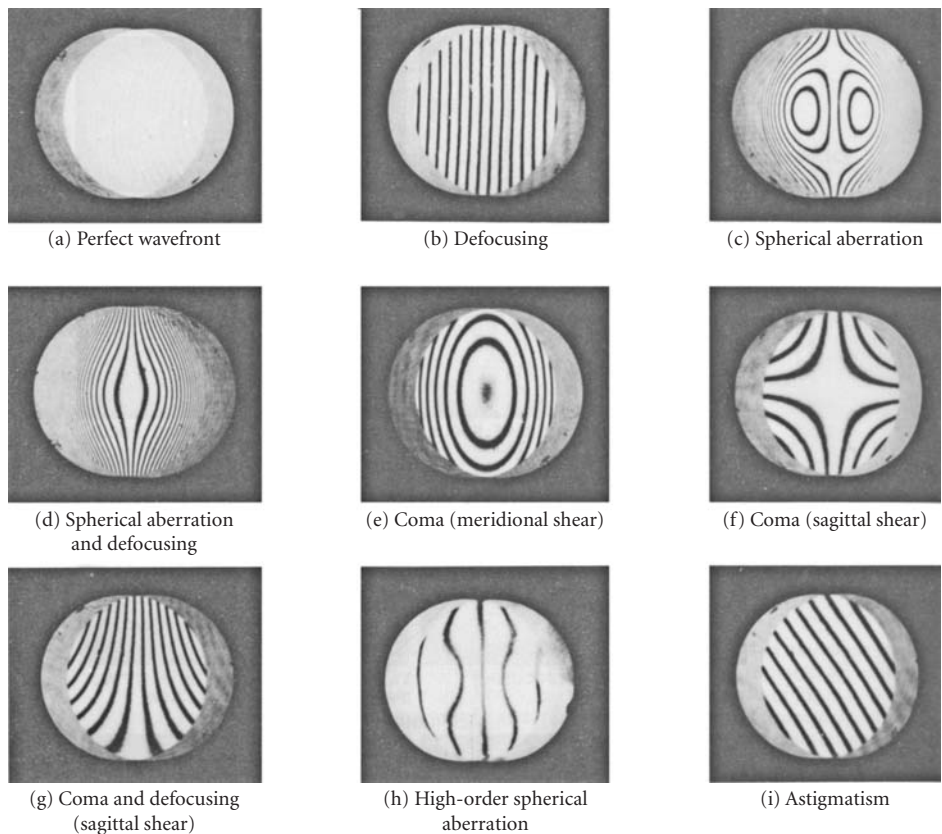 (a) Perfect wavefront
(b) Defocusing
(c) Spherical aberration
(d) Spherical aberration
and defocusing
(e) Coma (meridional shear)
(f) Coma (sagittal shear)
(g) Coma and defocusing
(sagittal shear)
(h) High-order spherical
aberration
(i) Astigmatism